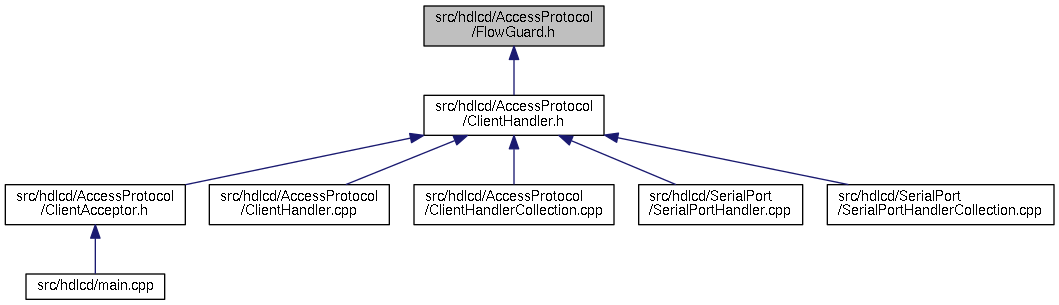 src/hdlcd/AccessProtocol
/FlowGuard.h
src/hdlcd/AccessProtocol
/ClientHandler.h
src/hdlcd/AccessProtocol
/ClientAcceptor.h
src/hdlcd/AccessProtocol
/ClientHandler.cpp
src/hdlcd/AccessProtocol
/ClientHandlerCollection.cpp
src/hdlcd/SerialPort
/SerialPortHandler.cpp
src/hdlcd/SerialPort
/SerialPortHandlerCollection.cpp
src/hdlcd/main.cpp